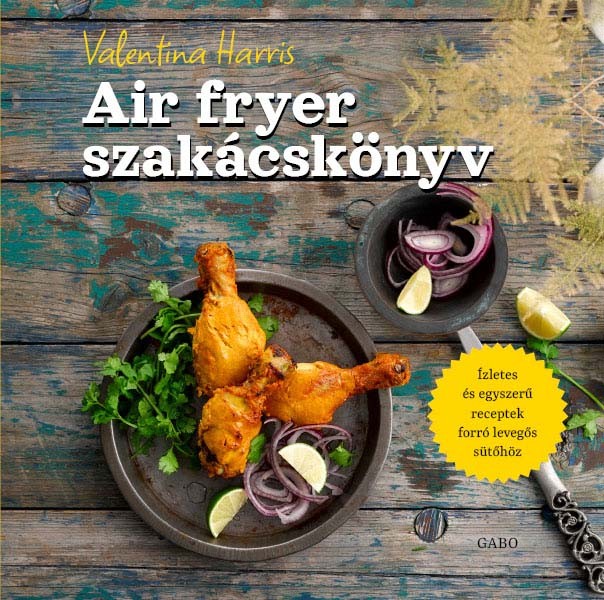 Valentina Harris
Air fryer
szakácskönyv
Ízletes
és egyszerű
receptek
forró levegős
sütőhöz
GABO